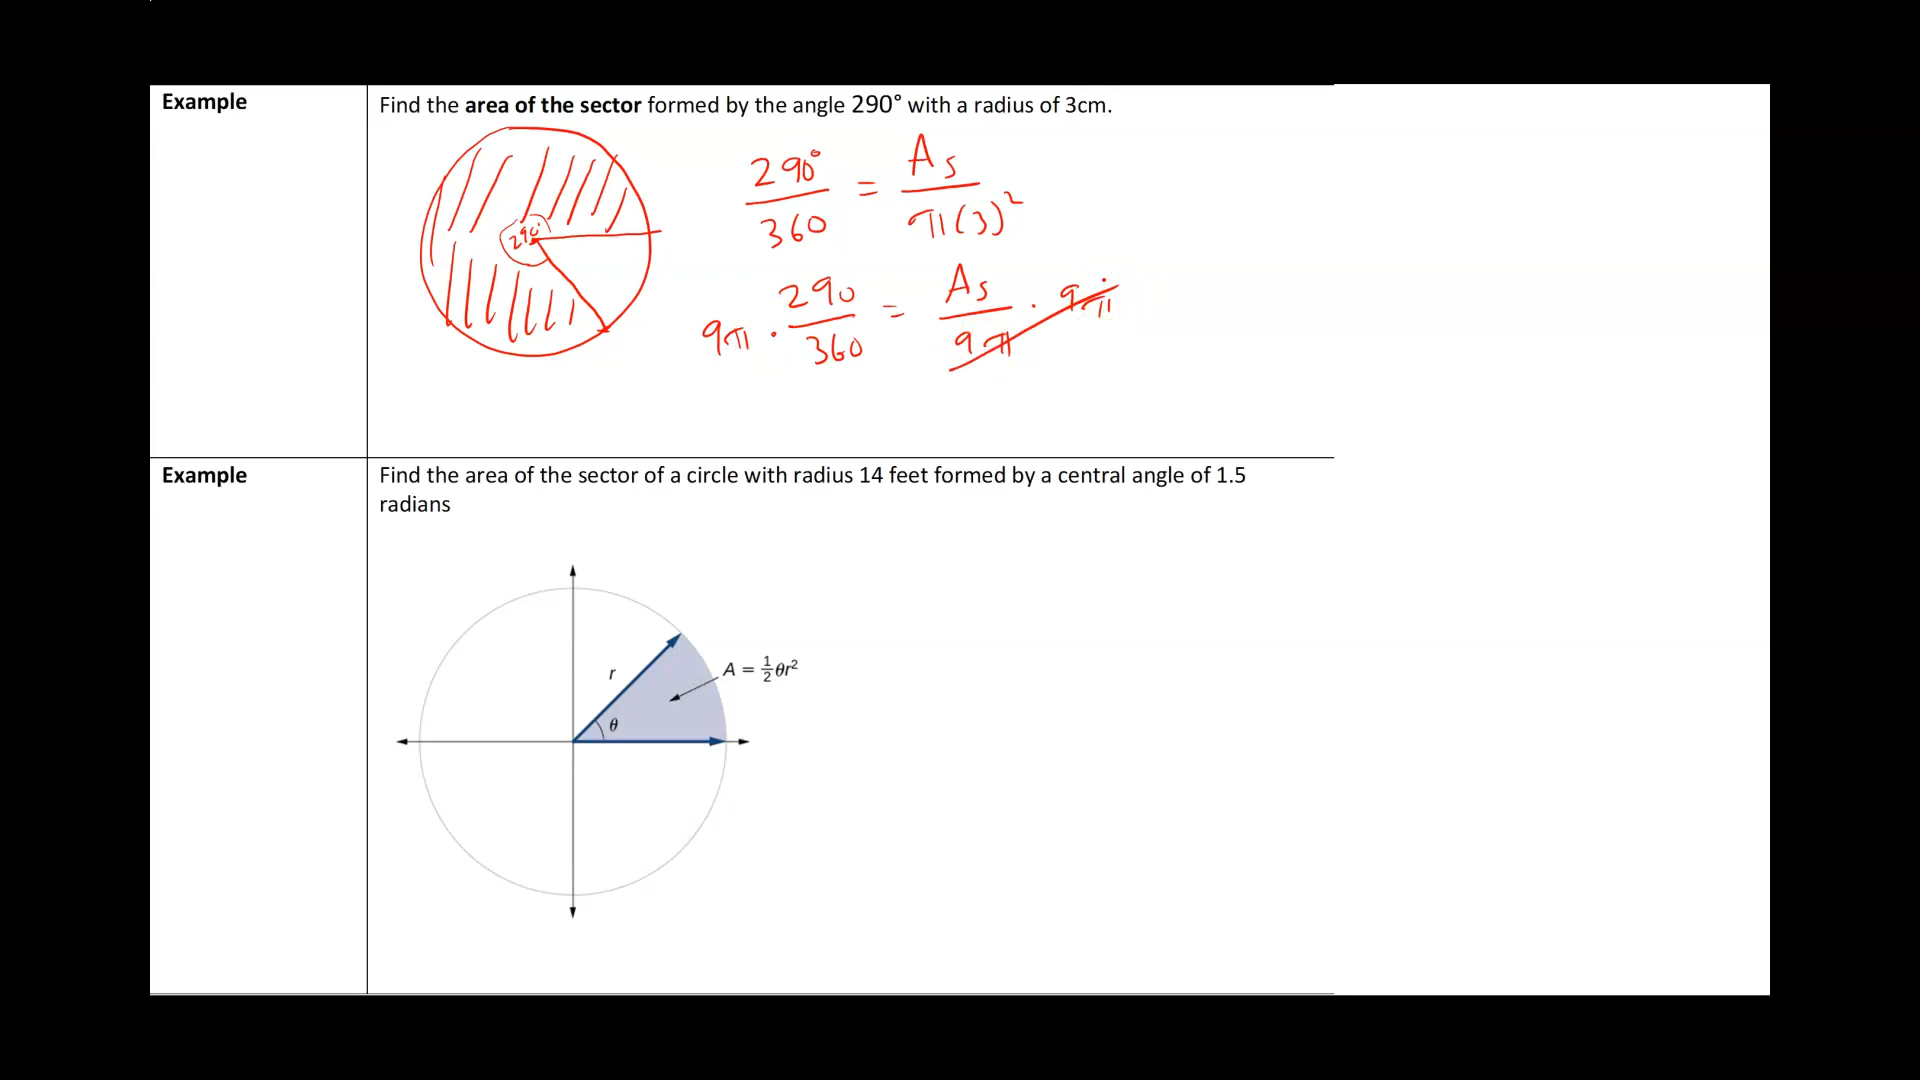 Example
Find the area of the sector formed by the angle 290° with a radius of 3cm.
290°
290° / 360 = As / π(3)²
9π · 290 / 360 = As / 9π · 9π
Example
Find the area of the sector of a circle with radius 14 feet formed by a central angle of 1.5
radians
r
A = ½θr²
θ